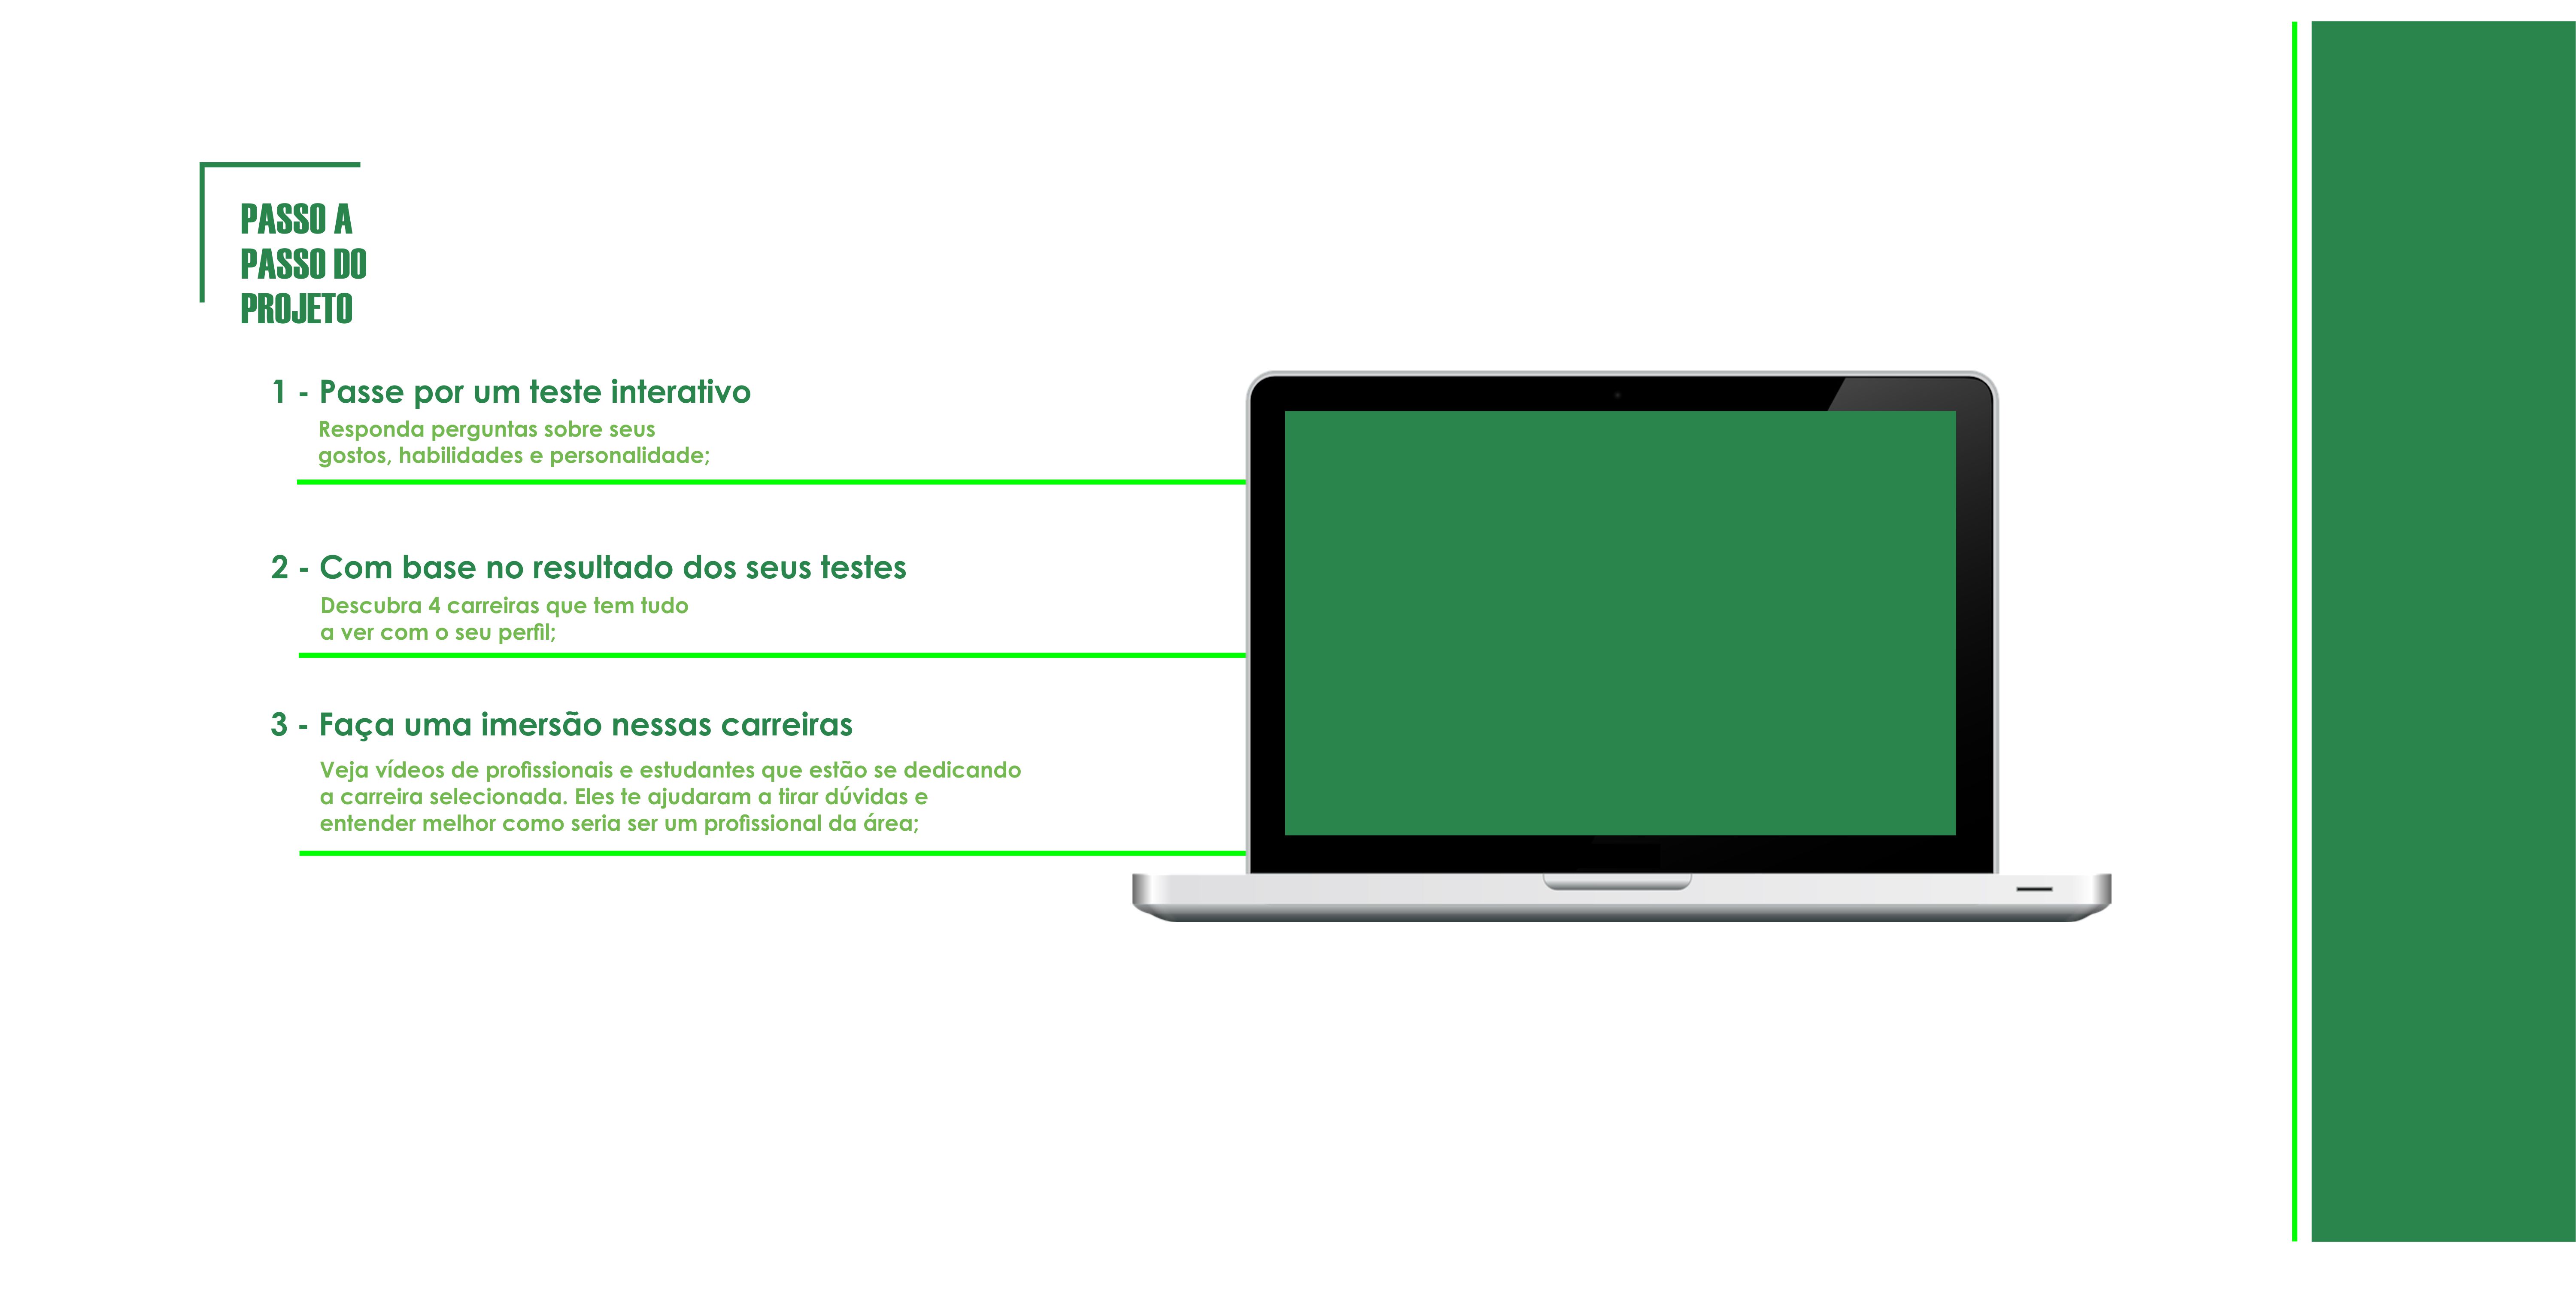 PASSO A
PASSO DO
PROJETO
1 - Passe por um teste interativo
Responda perguntas sobre seus
gostos, habilidades e personalidade;
2 - Com base no resultado dos seus testes
Descubra 4 carreiras que tem tudo
a ver com o seu perfil;
3 - Faça uma imersão nessas carreiras
Veja vídeos de profissionais e estudantes que estão se dedicando
a carreira selecionada. Eles te ajudaram a tirar dúvidas e
entender melhor como seria ser um profissional da área;